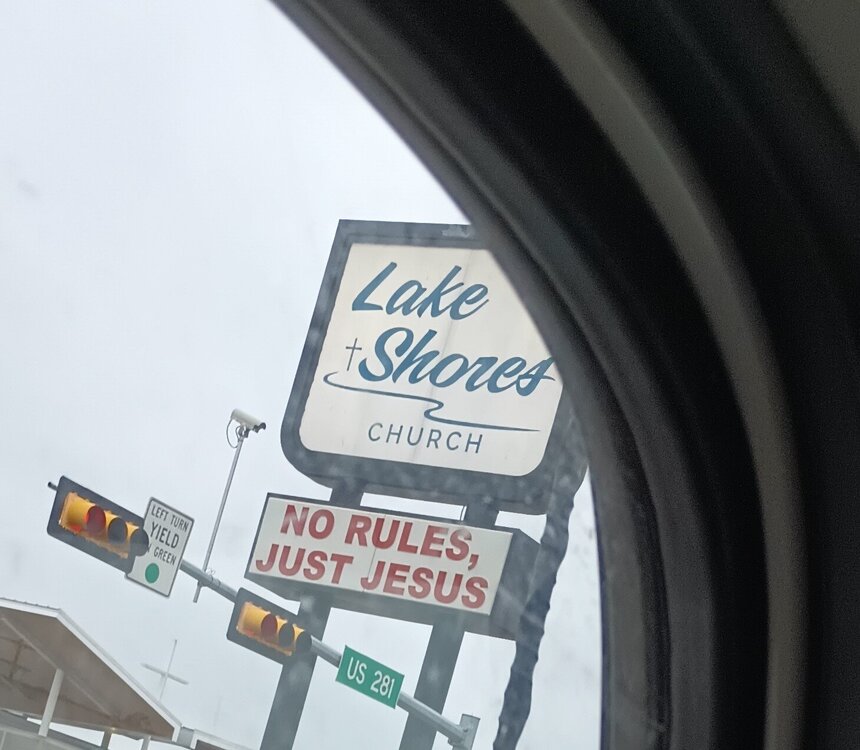 Lake
Shores
CHURCH
NO RULES,
JUST JESUS
LEFT TURN
YIELD
GREEN
US 281